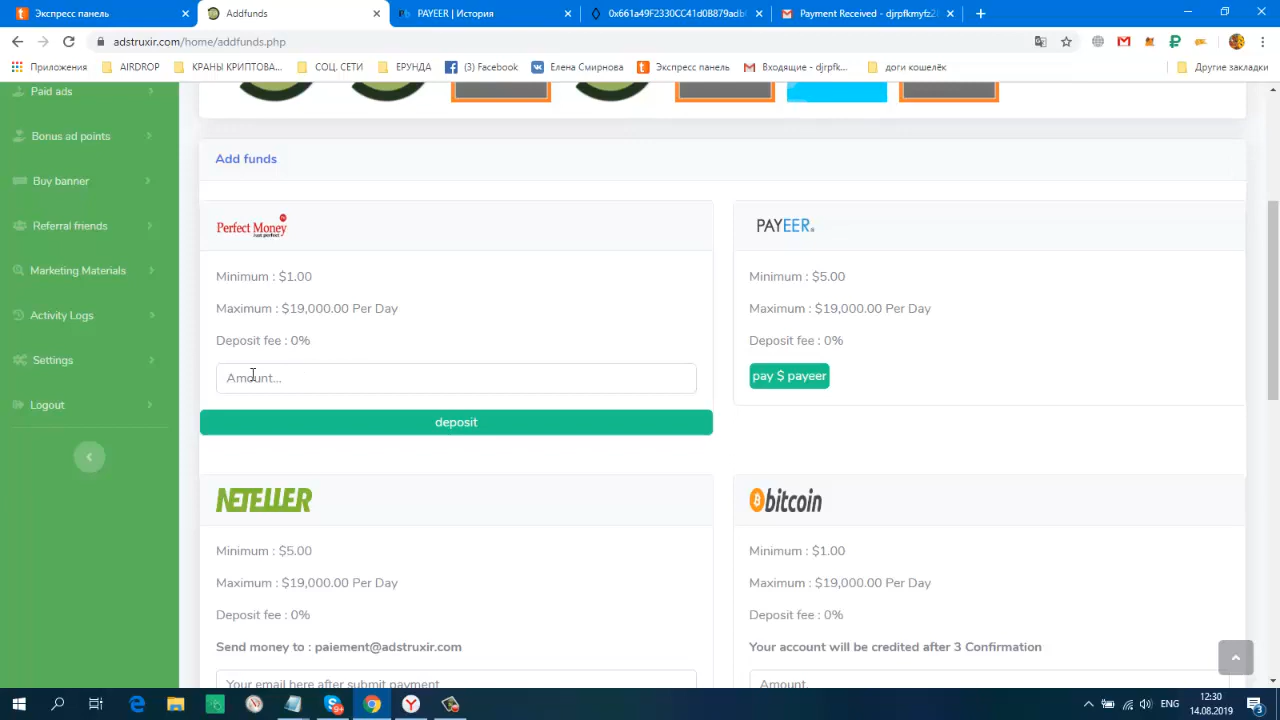 Экспресс панель
Addfunds
PAYEER | История
0x661a49F2330CC41d0B879adb
Payment Received - djrpfkmyfz2
adstruxir.com/home/addfunds.php
Приложения
AIRDROP
КРАНЫ КРИПТОВА...
СОЦ. СЕТИ
ЕРУНДА
(3) Facebook
Елена Смирнова
Экспресс панель
Входящие - djrpfk...
доги кошелёк
Другие закладки
Paid ads
Bonus ad points
Buy banner
Referral friends
Marketing Materials
Activity Logs
Settings
Logout
Add funds
Perfect Money
Just perfect
Minimum : $1.00
Maximum : $19,000.00 Per Day
Deposit fee : 0%
Amount...
deposit
PAYEER
Minimum : $5.00
Maximum : $19,000.00 Per Day
Deposit fee : 0%
pay $ payeer
NETELLER
Minimum : $5.00
Maximum : $19,000.00 Per Day
Deposit fee : 0%
Send money to : paiement@adstruxir.com
Your email here after submit payment
bitcoin
Minimum : $1.00
Maximum : $19,000.00 Per Day
Deposit fee : 0%
Your account will be credited after 3 Confirmation
Amount.
ENG
12:30
14.08.2019
3